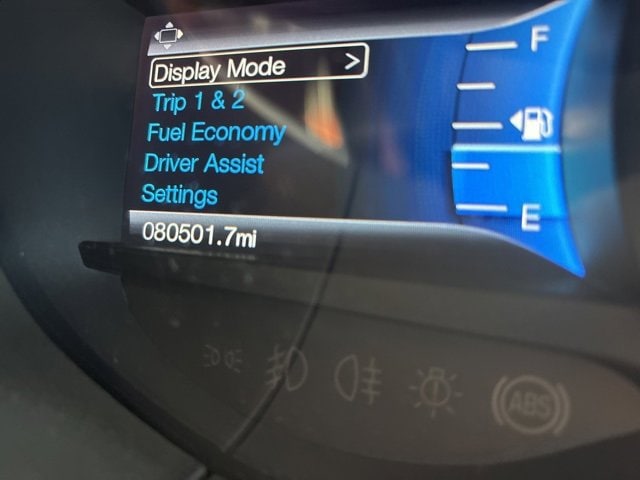 Display Mode >
Trip 1 & 2
Fuel Economy
Driver Assist
Settings
080501.7mi
F
E
ABS